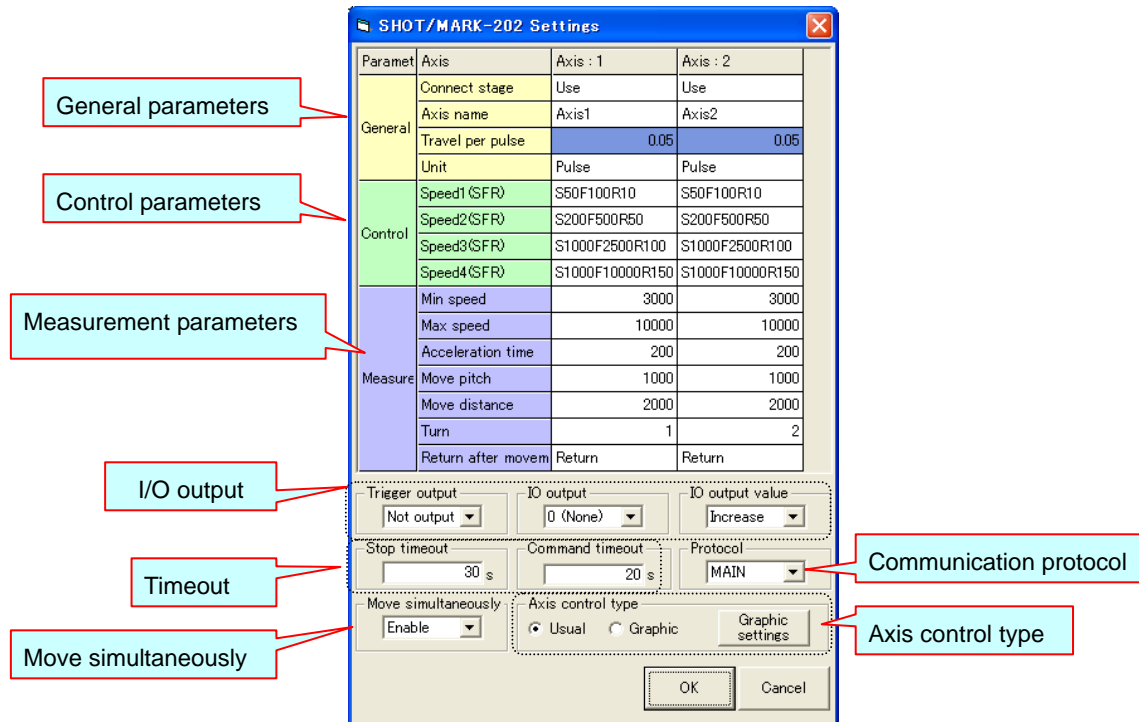 SHOT/MARK-202 Settings
Paramet Axis Axis : 1 Axis : 2
General parameters
General
Connect stage Use Use
Axis name Axis1 Axis2
Travel per pulse 0.05 0.05
Unit Pulse Pulse
Control parameters
Control
Speed1(SFR) S50F100R10 S50F100R10
Speed2(SFR) S200F500R50 S200F500R50
Speed3(SFR) S1000F2500R100 S1000F2500R100
Speed4(SFR) S1000F10000R150 S1000F10000R150
Measurement parameters
Measure
Min speed 3000 3000
Max speed 10000 10000
Acceleration time 200 200
Move pitch 1000 1000
Move distance 2000 2000
Turn 1 2
Return after movem Return Return
I/O output
Trigger output IO output IO output value
Not output 0 (None) Increase
Timeout
Stop timeout Command timeout Protocol
30 s 20 s MAIN
Communication protocol
Move simultaneously
Move simultaneously Axis control type
Enable Usual Graphic Graphic settings
Axis control type
OK Cancel